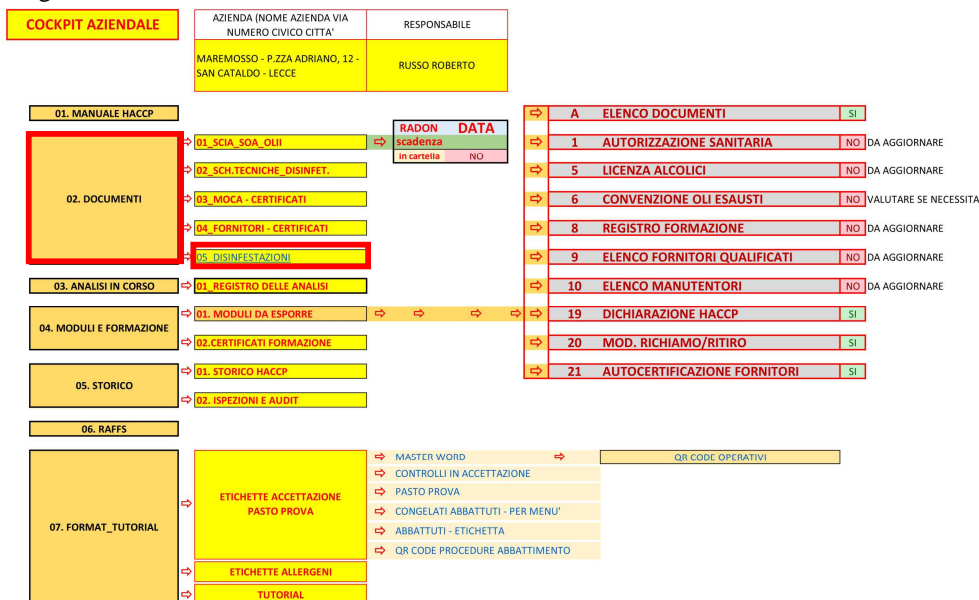 COCKPIT AZIENDALE
AZIENDA (NOME AZIENDA VIA
NUMERO CIVICO CITTA'
RESPONSABILE
MAREMOSSO - P.ZZA ADRIANO, 12 -
SAN CATALDO - LECCE
RUSSO ROBERTO
01. MANUALE HACCP
A ELENCO DOCUMENTI SI
RADON DATA
02. DOCUMENTI
01_SCIA_SOA_OLII
scadenza
1 AUTORIZZAZIONE SANITARIA NO DA AGGIORNARE
in cartella NO
02_SCH.TECNICHE_DISINFET.
5 LICENZA ALCOLICI NO DA AGGIORNARE
03_MOCA - CERTIFICATI
6 CONVENZIONE OLI ESAUSTI NO VALUTARE SE NECESSITA
04_FORNITORI - CERTIFICATI
8 REGISTRO FORMAZIONE NO DA AGGIORNARE
05_DISINFESTAZIONI
9 ELENCO FORNITORI QUALIFICATI NO DA AGGIORNARE
03. ANALISI IN CORSO
01_REGISTRO DELLE ANALISI
10 ELENCO MANUTENTORI NO DA AGGIORNARE
04. MODULI E FORMAZIONE
01. MODULI DA ESPORRE
19 DICHIARAZIONE HACCP SI
02.CERTIFICATI FORMAZIONE
20 MOD. RICHIAMO/RITIRO SI
05. STORICO
01. STORICO HACCP
21 AUTOCERTIFICAZIONE FORNITORI SI
02. ISPEZIONI E AUDIT
06. RAFFS
07. FORMAT_TUTORIAL
ETICHETTE ACCETTAZIONE
PASTO PROVA
MASTER WORD
QR CODE OPERATIVI
CONTROLLI IN ACCETTAZIONE
PASTO PROVA
CONGELATI ABBATTUTI - PER MENU'
ABBATTUTI - ETICHETTA
QR CODE PROCEDURE ABBATTIMENTO
ETICHETTE ALLERGENI
TUTORIAL